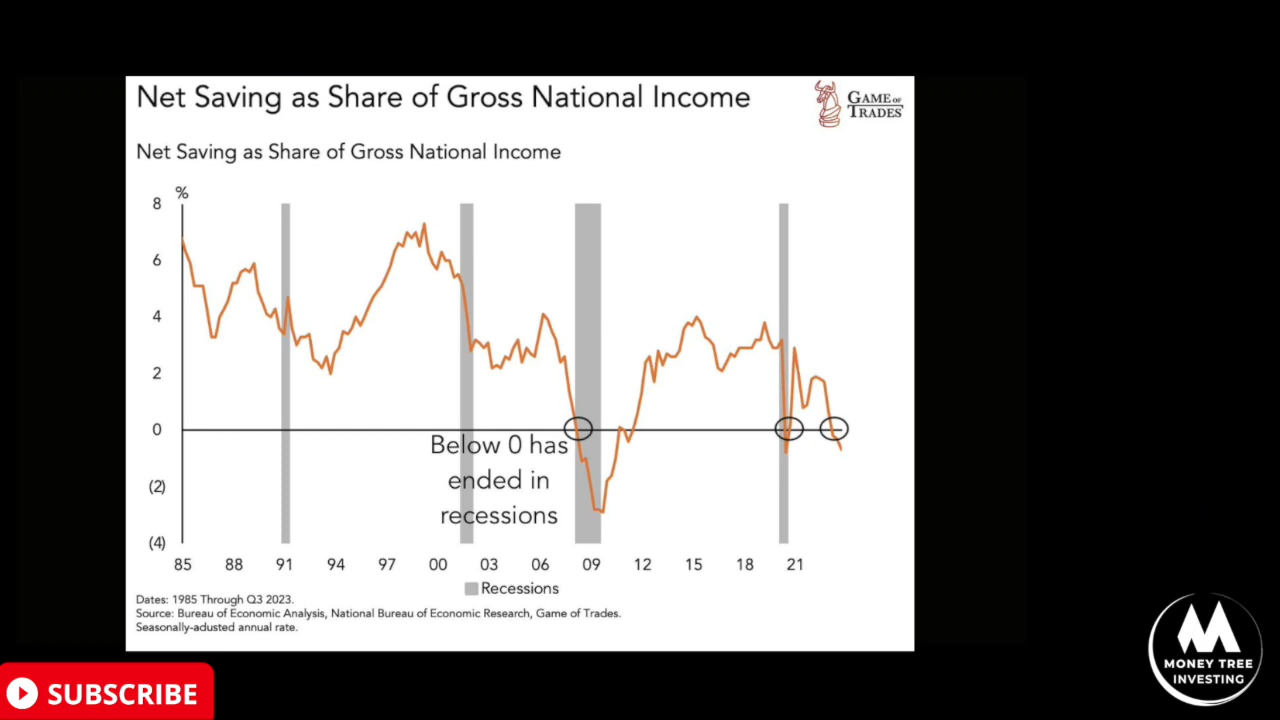 Net Saving as Share of Gross National Income
GAME OF
TRADES
Net Saving as Share of Gross National Income
%
8
6
4
2
0
(2)
(4)
Below 0 has
ended in
recessions
85 88 91 94 97 00 03 06 09 12 15 18 21
Recessions
Dates: 1985 Through Q3 2023.
Source: Bureau of Economic Analysis, National Bureau of Economic Research, Game of Trades.
Seasonally-adusted annual rate.
SUBSCRIBE
MONEY TREE
INVESTING